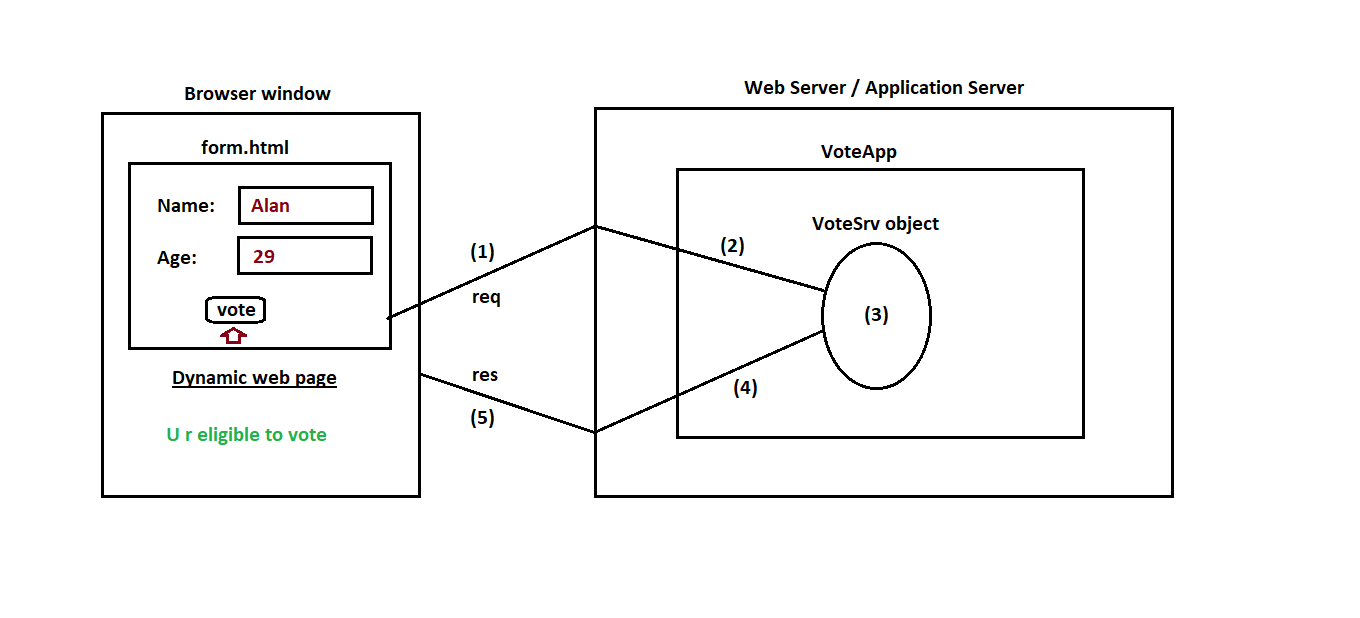 Browser window
form.html
Name: Alan
Age: 29
vote
Dynamic web page
U r eligible to vote
(1)
req
res
(5)
Web Server / Application Server
VoteApp
VoteSrv object
(2)
(3)
(4)